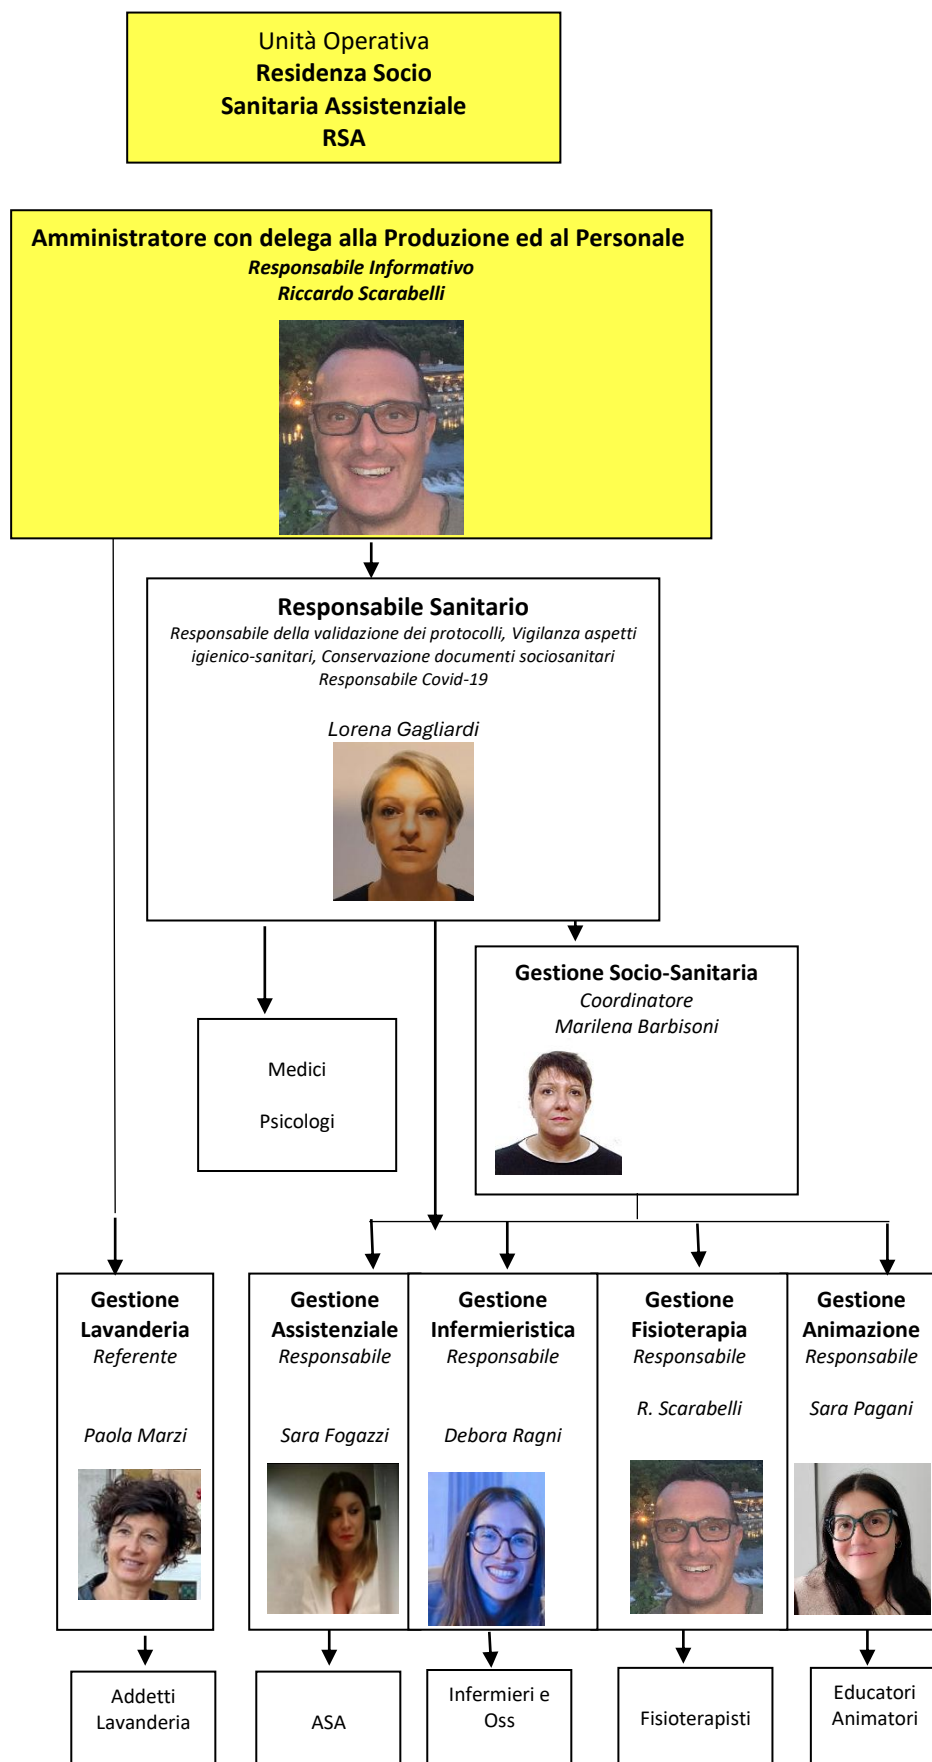 Unità Operativa
Residenza Socio
Sanitaria Assistenziale
RSA
Amministratore con delega alla Produzione ed al Personale
Responsabile Informativo
Riccardo Scarabelli
Responsabile Sanitario
Responsabile della validazione dei protocolli, Vigilanza aspetti
igienico-sanitari, Conservazione documenti sociosanitari
Responsabile Covid-19
Lorena Gagliardi
Gestione Socio-Sanitaria
Coordinatore
Marilena Barbisoni
Medici
Psicologi
Gestione
Lavanderia
Referente
Paola Marzi
Gestione
Assistenziale
Responsabile
Sara Fogazzi
Gestione
Infermieristica
Responsabile
Debora Ragni
Gestione
Fisioterapia
Responsabile
R. Scarabelli
Gestione
Animazione
Responsabile
Sara Pagani
Addetti
Lavanderia
ASA
Infermieri e
Oss
Fisioterapisti
Educatori
Animatori